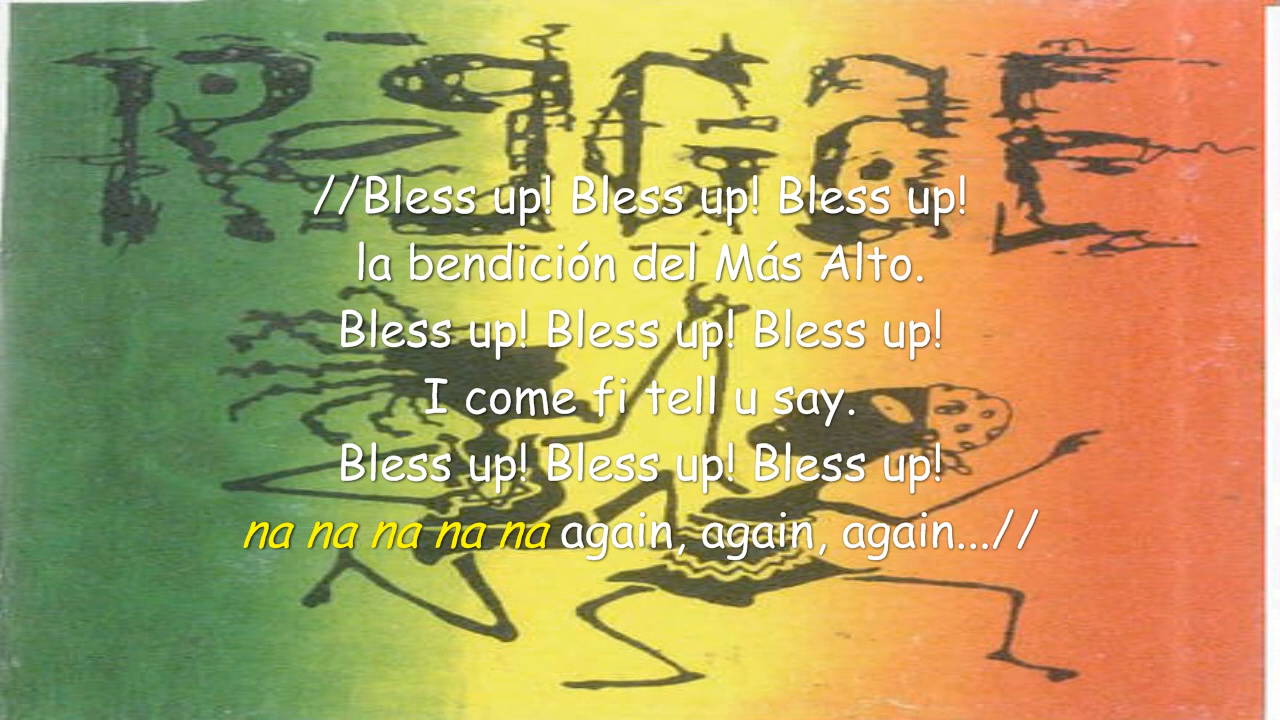 ReggaE
//Bless up! Bless up! Bless up!
la bendición del Más Alto.
Bless up! Bless up! Bless up!
I come fi tell u say.
Bless up! Bless up! Bless up!
na na na na na again, again, again...//